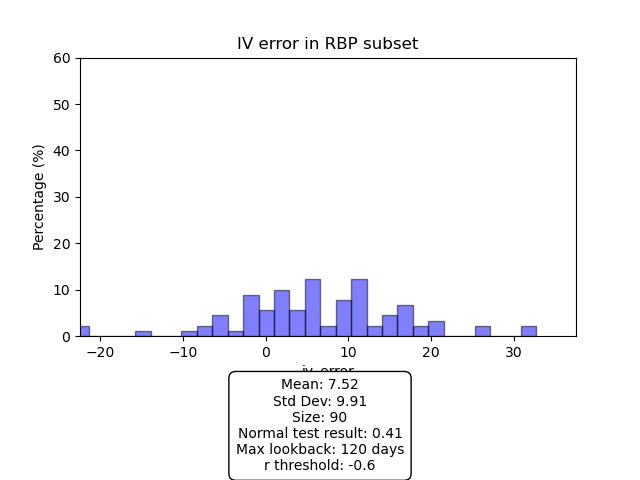 IV error in RBP subset
60
50
40
30
20
10
0
Percentage (%)
−20
−10
0
10
20
30
iv_error
Mean: 7.52
Std Dev: 9.91
Size: 90
Normal test result: 0.41
Max lookback: 120 days
r threshold: -0.6